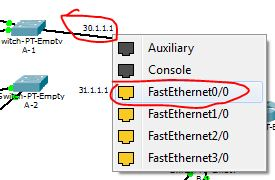 30.1.1.1
witch-PT-Empty
A-1
Switch-PT-Empty
A-2
31.1.1.1
Auxiliary
Console
FastEthernet0/0
FastEthernet1/0
FastEthernet2/0
FastEthernet3/0